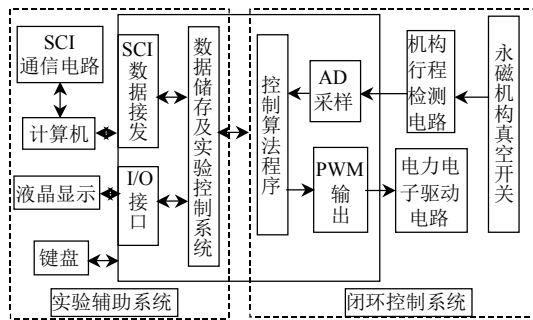 SCI
通信电路
计算机
液晶显示
键盘
SCI
数据接发
I/O
接口
数据储存及实验控制系统
控制算法程序
AD
采样
PWM
输出
机构
行程
检测
电路
电力电
子驱动
电路
永磁机构真空开关
实验辅助系统
闭环控制系统